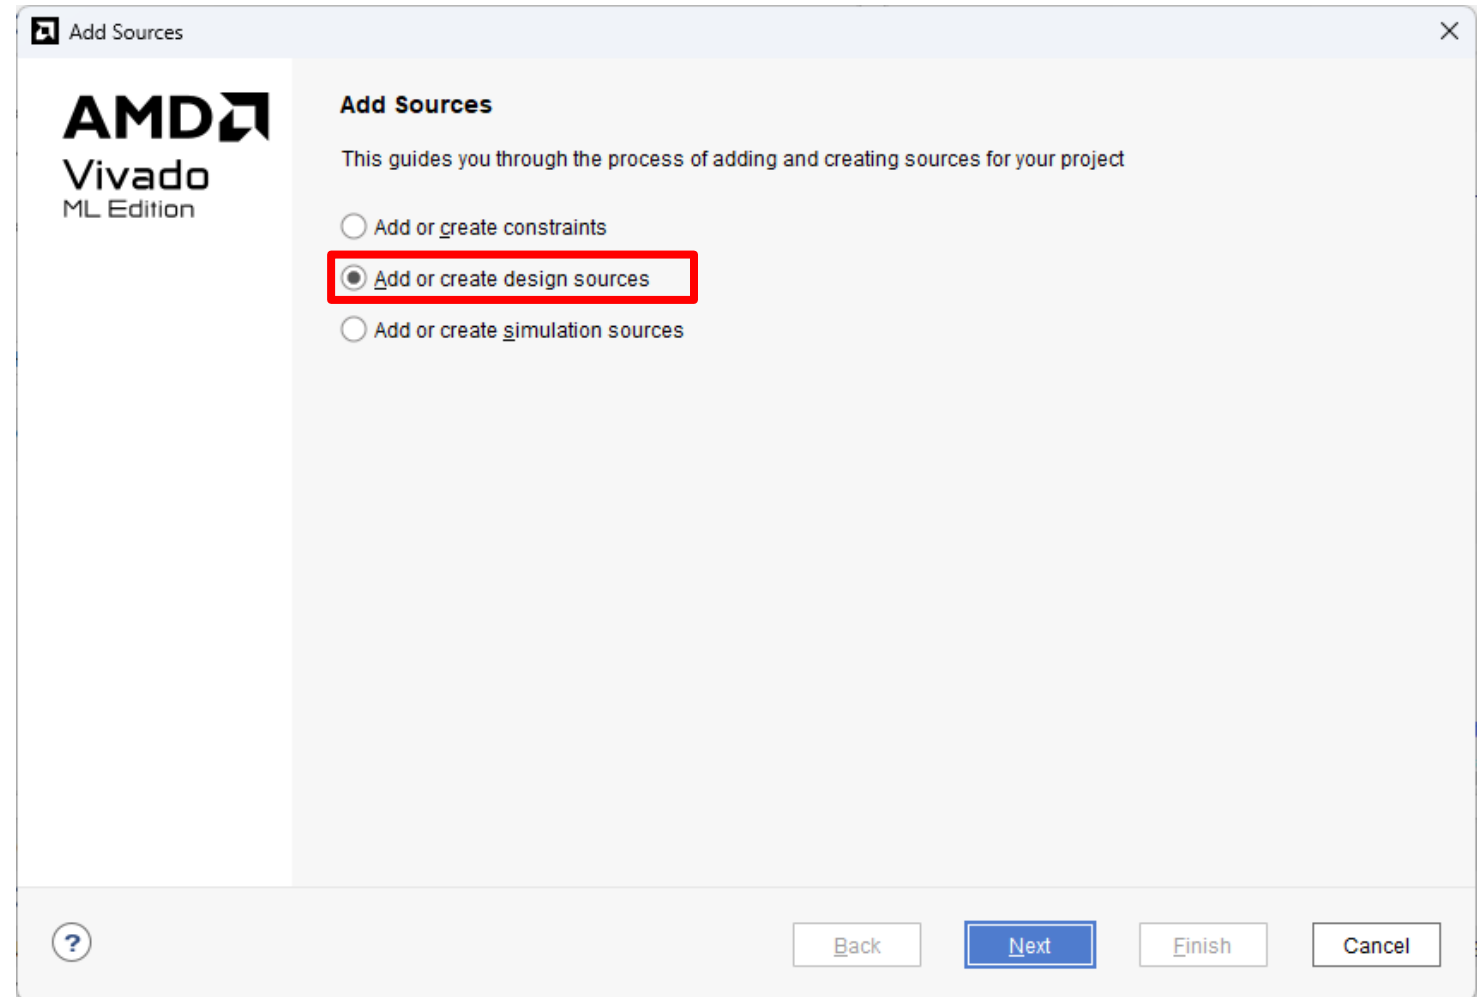 Add Sources
AMD
Vivado
ML Edition
Add Sources
This guides you through the process of adding and creating sources for your project
Add or create constraints
Add or create design sources
Add or create simulation sources
?
Back
Next
Finish
Cancel